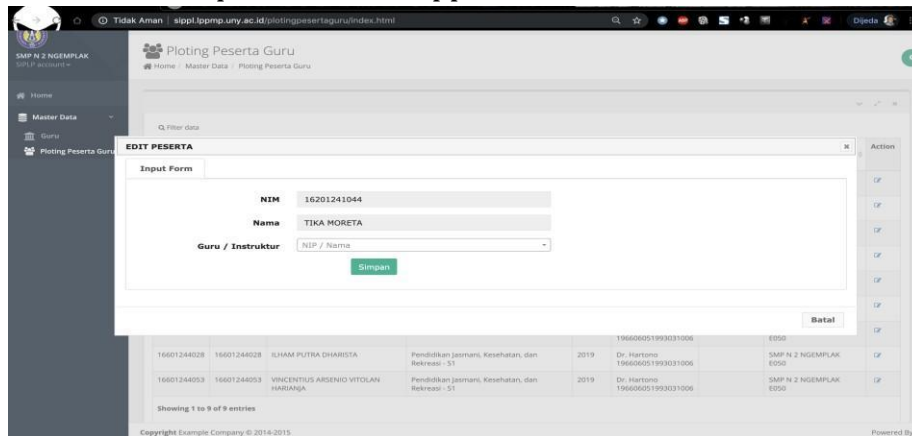 Tidak Aman | sippl.lppmp.uny.ac.id/plotingpesertaguru/index.html
Dijeda
SMP N 2 NGEMPLAK
SIPLP account
Ploting Peserta Guru
Home / Master Data / Ploting Peserta Guru
Home
Master Data
Guru
Ploting Peserta Guru
Filter data
Action
EDIT PESERTA
Input Form
NIM 16201241044
Nama TIKA MORETA
Guru / Instruktur NIP / Name
Simpan
Batal
196606051993031006 E050
16601244028 16601244028 ILHAM PUTRA DHARISTA Pendidikan Jasmani, Kesehatan, dan Rekreasi - S1 2019 Dr. Hartono 196606051993031006 SMP N 2 NGEMPLAK E050
16601244053 16601244053 VINCENTIUS ARSENIO VITOLAN HARIANJA Pendidikan Jasmani, Kesehatan, dan Rekreasi - S1 2019 Dr. Hartono 196606051993031006 SMP N 2 NGEMPLAK E050
Showing 1 to 9 of 9 entries
Copyright Example Company © 2014-2015
Powered By